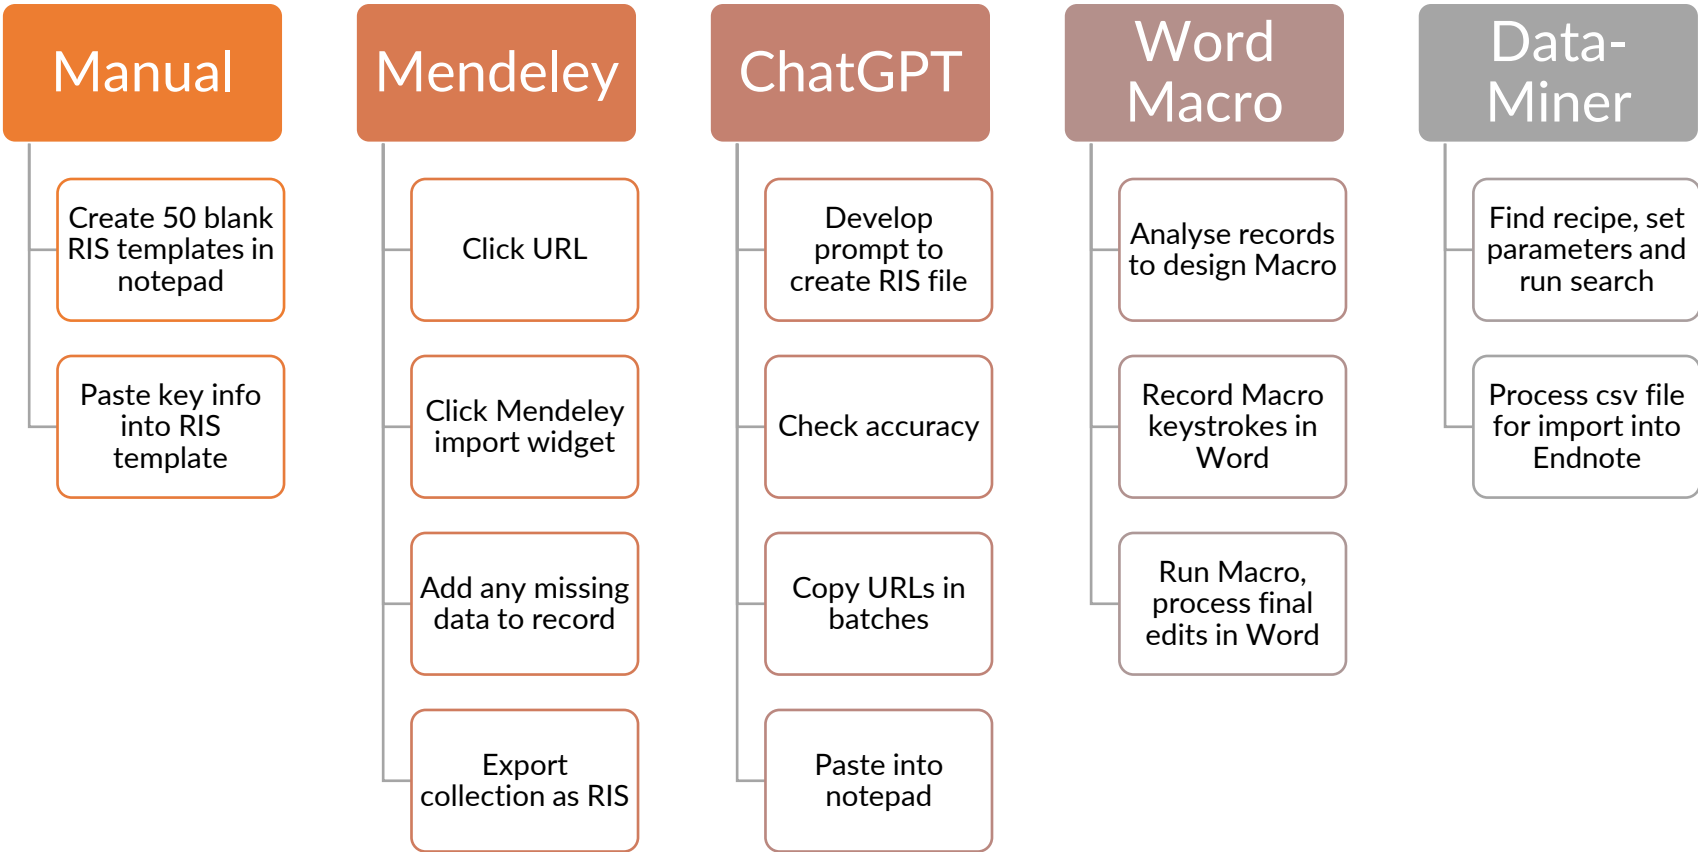 Manual
Create 50 blank
RIS templates in
notepad
Paste key info
into RIS
template
Mendeley
Click URL
Click Mendeley
import widget
Add any missing
data to record
Export
collection as RIS
ChatGPT
Develop
prompt to
create RIS file
Check accuracy
Copy URLs in
batches
Paste into
notepad
Word
Macro
Analyse records
to design Macro
Record Macro
keystrokes in
Word
Run Macro,
process final
edits in Word
Data-
Miner
Find recipe, set
parameters and
run search
Process csv file
for import into
Endnote